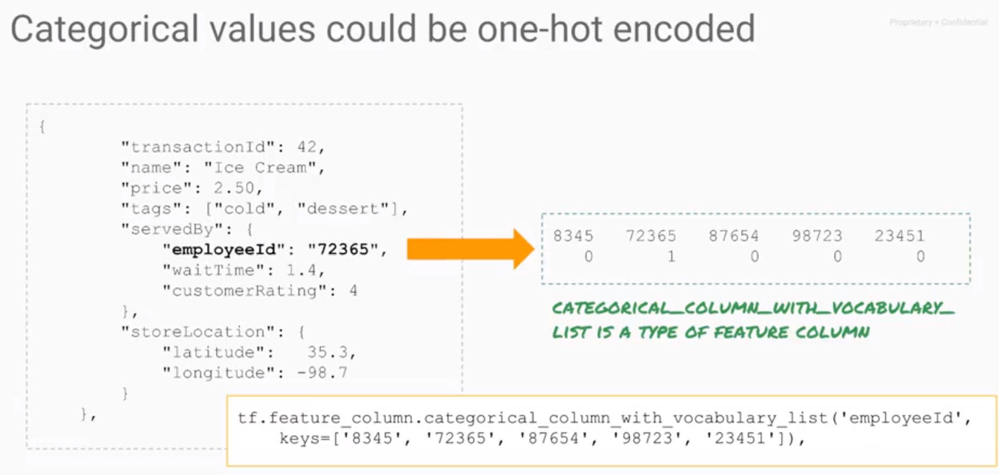 Categorical values could be one-hot encoded
Proprietary + Confidential
{
"transactionId": 42,
"name": "Ice Cream",
"price": 2.50,
"tags": ["cold", "dessert"],
"servedBy": {
"employeeId": "72365",
"waitTime": 1.4,
"customerRating": 4
},
"storeLocation": {
"latitude": 35.3,
"longitude": -98.7
}
},
8345 72365 87654 98723 23451
0 1 0 0 0
CATEGORICAL_COLUMN_WITH_VOCABULARY_
LIST IS A TYPE OF FEATURE COLUMN
tf.feature_column.categorical_column_with_vocabulary_list('employeeId',
keys=['8345', '72365', '87654', '98723', '23451']),